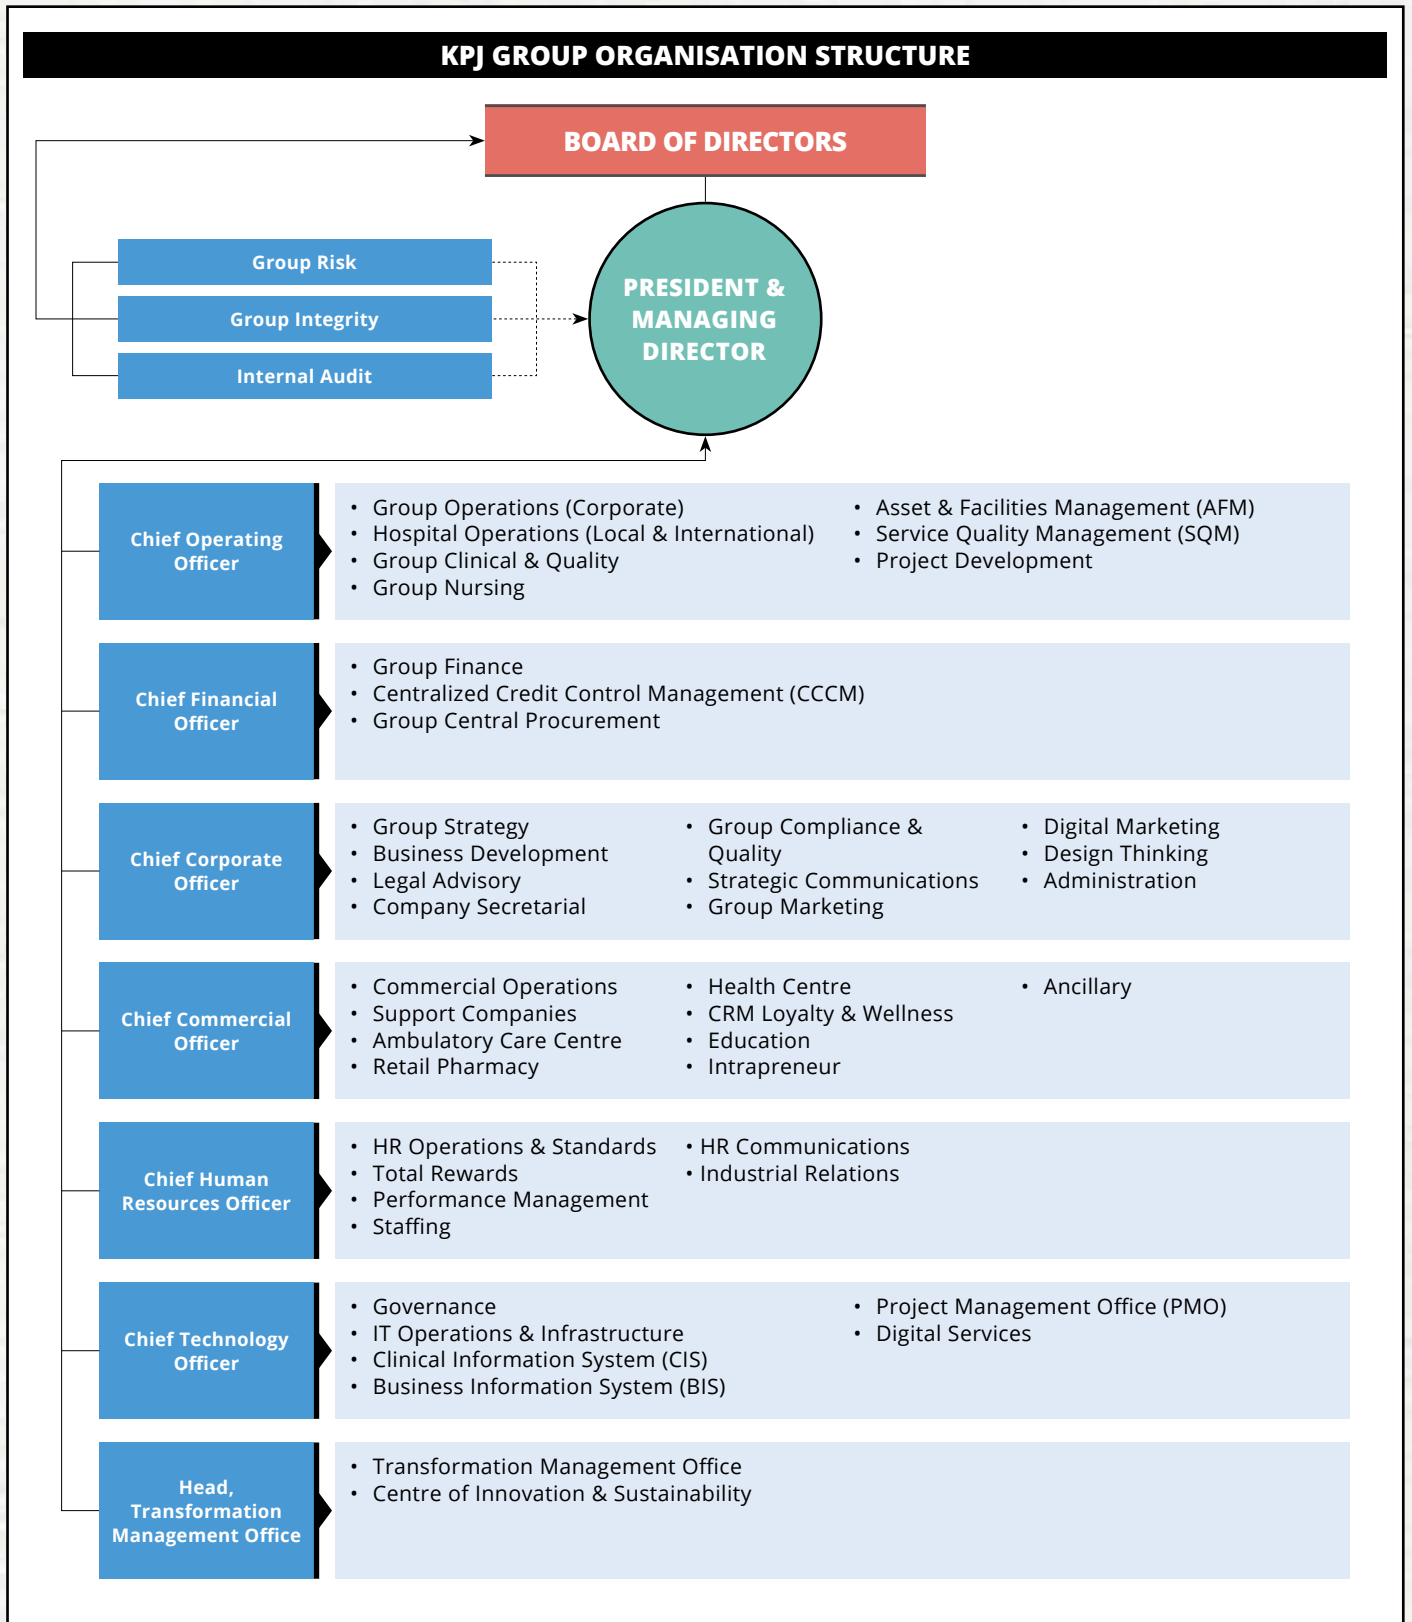 KPJ GROUP ORGANISATION STRUCTURE
BOARD OF DIRECTORS
PRESIDENT &
MANAGING
DIRECTOR
Group Risk
Group Integrity
Internal Audit
Chief Operating
Officer
• Group Operations (Corporate)
• Hospital Operations (Local & International)
• Group Clinical & Quality
• Group Nursing
• Asset & Facilities Management (AFM)
• Service Quality Management (SQM)
• Project Development
Chief Financial
Officer
• Group Finance
• Centralized Credit Control Management (CCCM)
• Group Central Procurement
Chief Corporate
Officer
• Group Strategy
• Business Development
• Legal Advisory
• Company Secretarial
• Group Compliance &
Quality
• Strategic Communications
• Group Marketing
• Digital Marketing
• Design Thinking
• Administration
Chief Commercial
Officer
• Commercial Operations
• Support Companies
• Ambulatory Care Centre
• Retail Pharmacy
• Health Centre
• CRM Loyalty & Wellness
• Education
• Intrapreneur
• Ancillary
Chief Human
Resources Officer
• HR Operations & Standards
• Total Rewards
• Performance Management
• Staffing
• HR Communications
• Industrial Relations
Chief Technology
Officer
• Governance
• IT Operations & Infrastructure
• Clinical Information System (CIS)
• Business Information System (BIS)
• Project Management Office (PMO)
• Digital Services
Head,
Transformation
Management Office
• Transformation Management Office
• Centre of Innovation & Sustainability